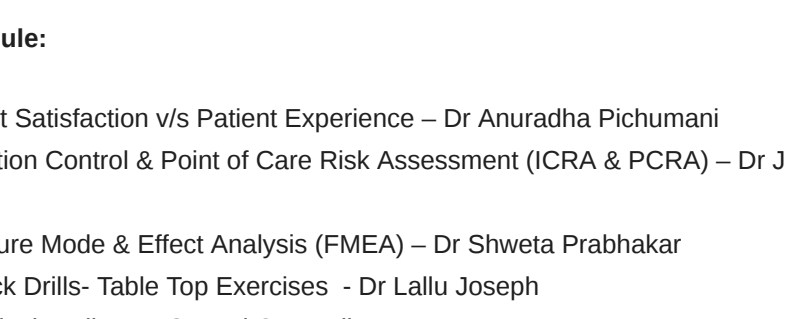 ule:
t Satisfaction v/s Patient Experience – Dr Anuradha Pichumani
tion Control & Point of Care Risk Assessment (ICRA & PCRA) – Dr J
ure Mode & Effect Analysis (FMEA) – Dr Shweta Prabhakar
ck Drills- Table Top Exercises - Dr Lallu Joseph